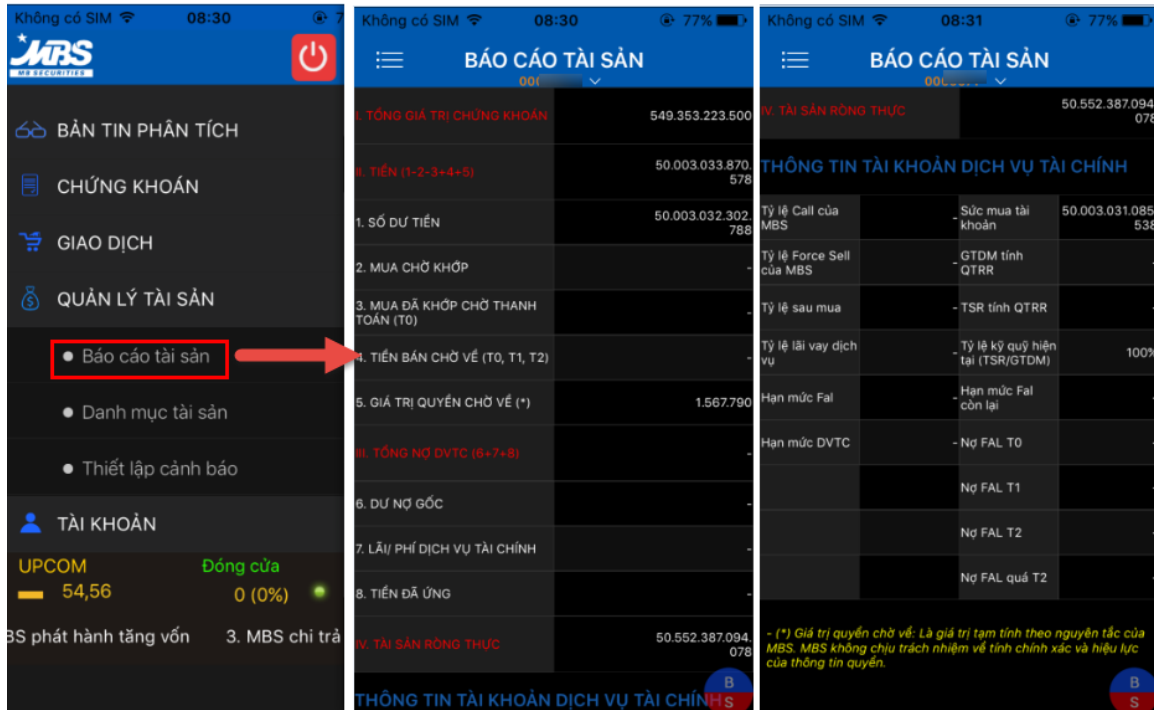 Không có SIM 08:30 7
MBS
MB SECURITIES
BẢN TIN PHÂN TÍCH
CHỨNG KHOÁN
GIAO DỊCH
QUẢN LÝ TÀI SẢN
Báo cáo tài sản
Danh mục tài sản
Thiết lập cảnh báo
TÀI KHOẢN
UPCOM Đóng cửa
54,56 0 (0%)
BS phát hành tăng vốn 3. MBS chi trả
Không có SIM 08:30 77%
BÁO CÁO TÀI SẢN
I. TỔNG GIÁ TRỊ CHỨNG KHOÁN 549.353.223.500
II. TIỀN (1-2-3+4+5) 50.003.033.870.
578
1. SỐ DƯ TIỀN 50.003.032.302.
788
2. MUA CHỜ KHỚP -
3. MUA ĐÃ KHỚP CHỜ THANH
TOÁN (T0) -
4. TIỀN BÁN CHỜ VỀ (T0, T1, T2) -
5. GIÁ TRỊ QUYỀN CHỜ VỀ (*) 1.567.790
III. TỔNG NỢ DVTC (6+7+8) -
6. DƯ NỢ GỐC -
7. LÃI/ PHÍ DỊCH VỤ TÀI CHÍNH -
8. TIỀN ĐÃ ỨNG -
IV. TÀI SẢN RÒNG THỰC 50.552.387.094.
078
THÔNG TIN TÀI KHOẢN DỊCH VỤ TÀI CHÍNH
B
S
Không có SIM 08:31 77%
BÁO CÁO TÀI SẢN
IV. TÀI SẢN RÒNG THỰC 50.552.387.094
078
THÔNG TIN TÀI KHOẢN DỊCH VỤ TÀI CHÍNH
Tỷ lệ Call của
MBS -
Sức mua tài
khoản
50.003.031.085
538
Tỷ lệ Force Sell
của MBS -
GTDM tính
QTRR -
Tỷ lệ sau mua - TSR tính QTRR -
Tỷ lệ lãi vay dịch
vụ -
Tỷ lệ ký quỹ hiện
tại (TSR/GTDM) 100%
Hạn mức Fal -
Hạn mức Fal
còn lại -
Hạn mức DVTC - Nợ FAL T0 -
Nợ FAL T1 -
Nợ FAL T2 -
Nợ FAL quá T2 -
- (*) Giá trị quyền chờ về: Là giá trị tạm tính theo nguyên tắc của
MBS. MBS không chịu trách nhiệm về tính chính xác và hiệu lực
của thông tin quyền.
B
S